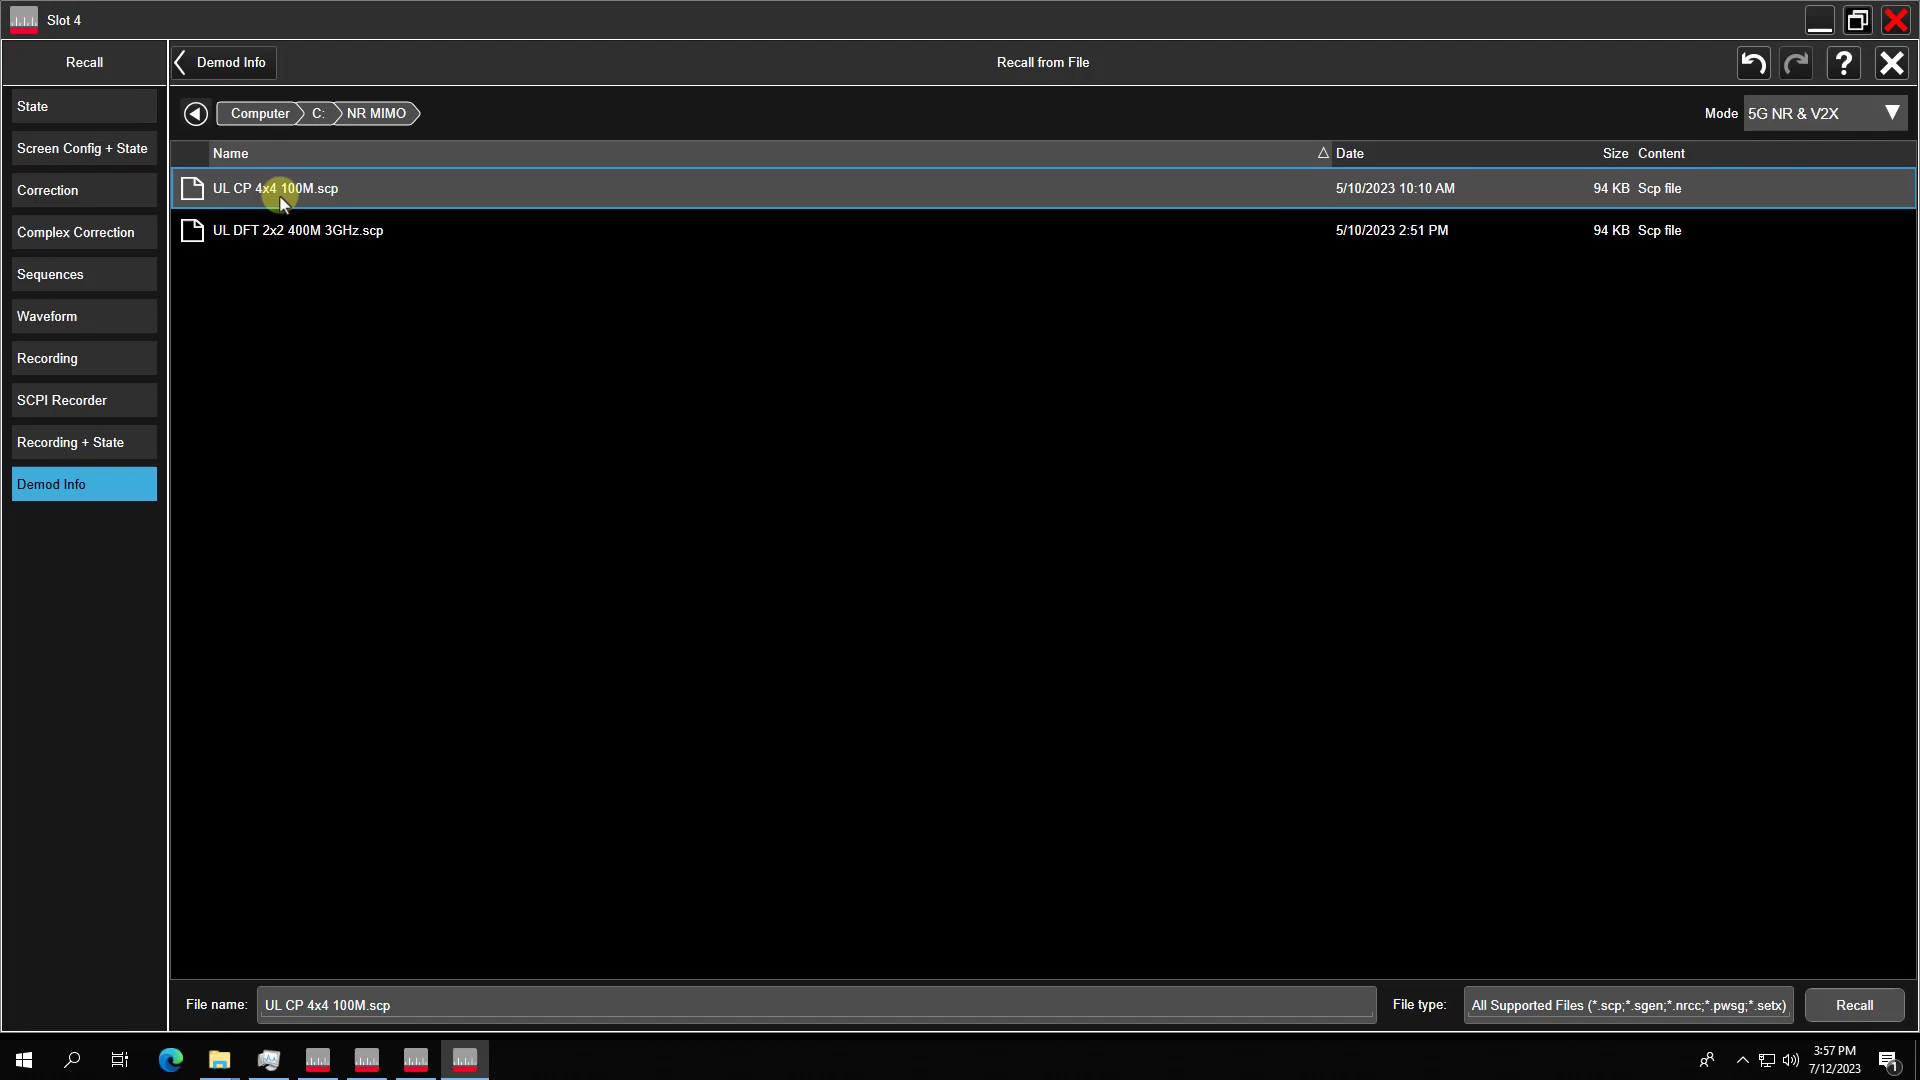 Slot 4
Recall
Demod Info
Recall from File
?
State
Computer
C:
NR MIMO
Mode
5G NR & V2X
Screen Config + State
Name
Date
Size
Content
UL CP 4x4 100M.scp
5/10/2023 10:10 AM
94 KB
Scp file
Correction
UL DFT 2x2 400M 3GHz.scp
5/10/2023 2:51 PM
94 KB
Scp file
Complex Correction
Sequences
Waveform
Recording
SCPI Recorder
Recording + State
Demod Info
File name:
UL CP 4x4 100M.scp
File type:
All Supported Files (*.scp;*.sgen;*.nrcc;*.pwsg;*.setx)
Recall
3:57 PM
7/12/2023
1